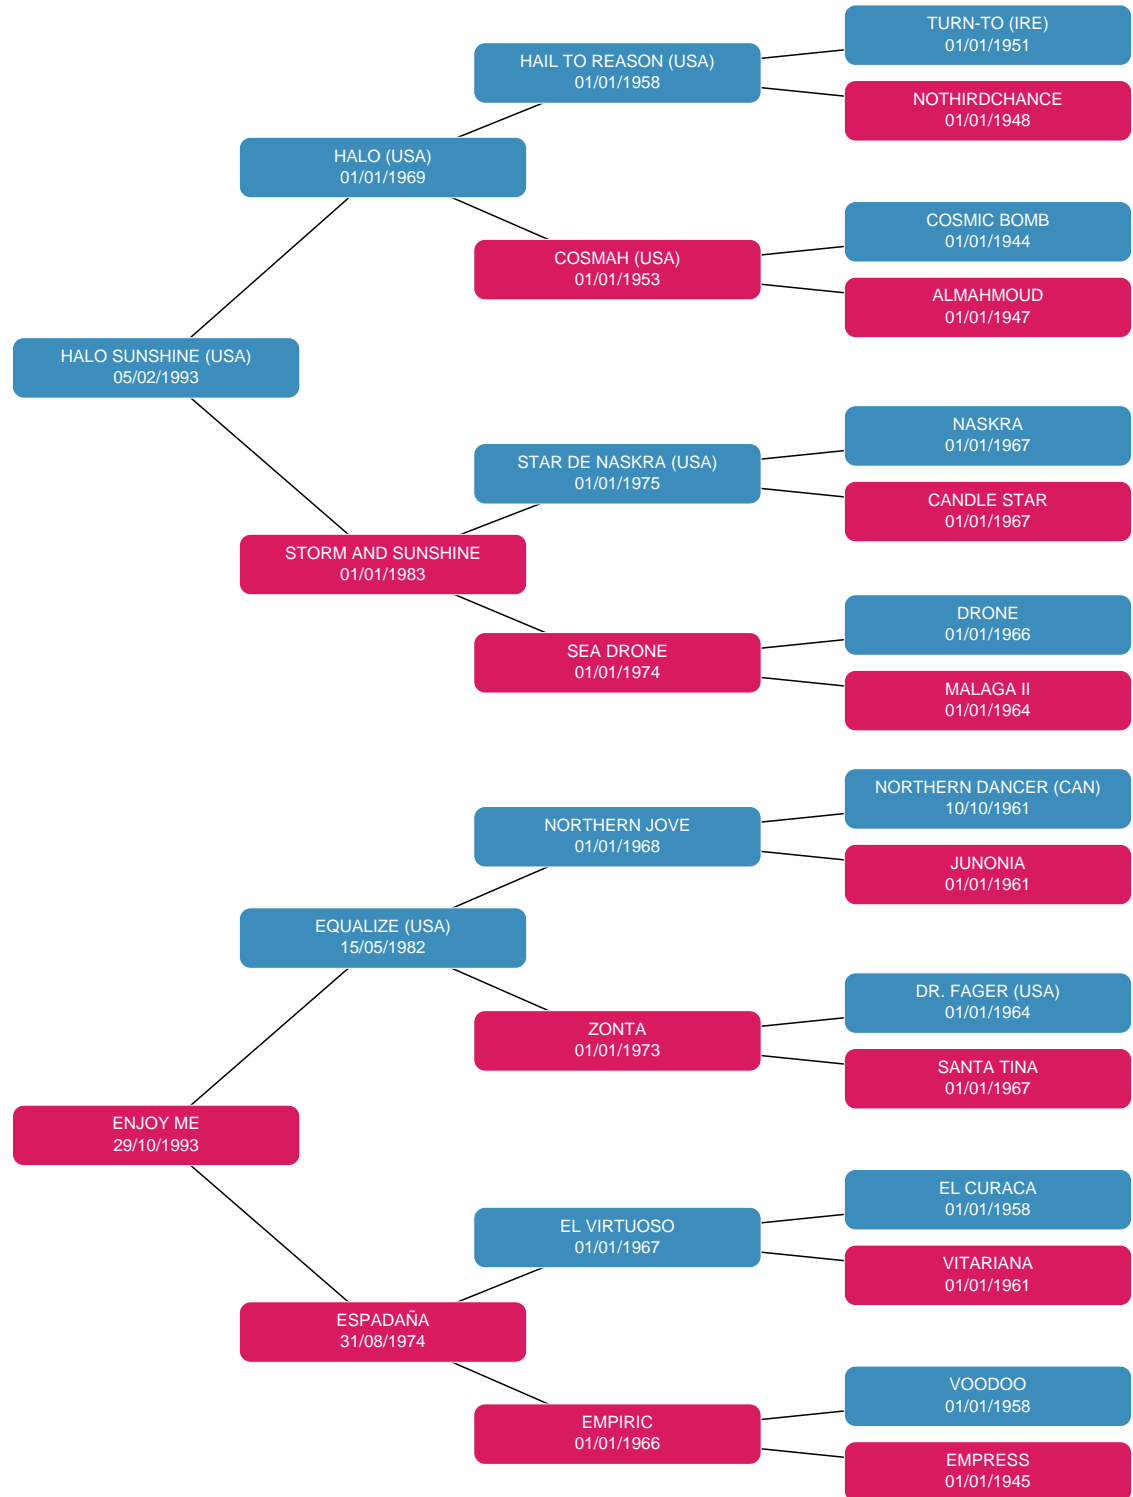 TURN-TO (IRE)
01/01/1951
HAIL TO REASON (USA)
01/01/1958
NOTHIRDCHANCE
01/01/1948
HALO (USA)
01/01/1969
COSMIC BOMB
01/01/1944
COSMAH (USA)
01/01/1953
ALMAHMOUD
01/01/1947
HALO SUNSHINE (USA)
05/02/1993
NASKRA
01/01/1967
STAR DE NASKRA (USA)
01/01/1975
CANDLE STAR
01/01/1967
STORM AND SUNSHINE
01/01/1983
DRONE
01/01/1966
SEA DRONE
01/01/1974
MALAGA II
01/01/1964
NORTHERN DANCER (CAN)
10/10/1961
NORTHERN JOVE
01/01/1968
JUNONIA
01/01/1961
EQUALIZE (USA)
15/05/1982
DR. FAGER (USA)
01/01/1964
ZONTA
01/01/1973
SANTA TINA
01/01/1967
ENJOY ME
29/10/1993
EL CURACA
01/01/1958
EL VIRTUOSO
01/01/1967
VITARIANA
01/01/1961
ESPADAÑA
31/08/1974
VOODOO
01/01/1958
EMPIRIC
01/01/1966
EMPRESS
01/01/1945